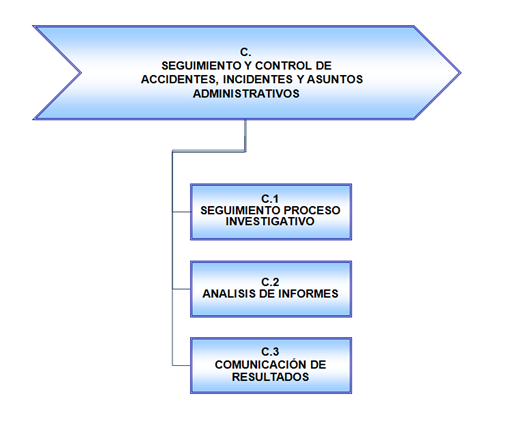 C.
SEGUIMIENTO Y CONTROL DE
ACCIDENTES, INCIDENTES Y ASUNTOS
ADMINISTRATIVOS
C.1
SEGUIMIENTO PROCESO
INVESTIGATIVO
C.2
ANALISIS DE INFORMES
C.3
COMUNICACIÓN DE
RESULTADOS